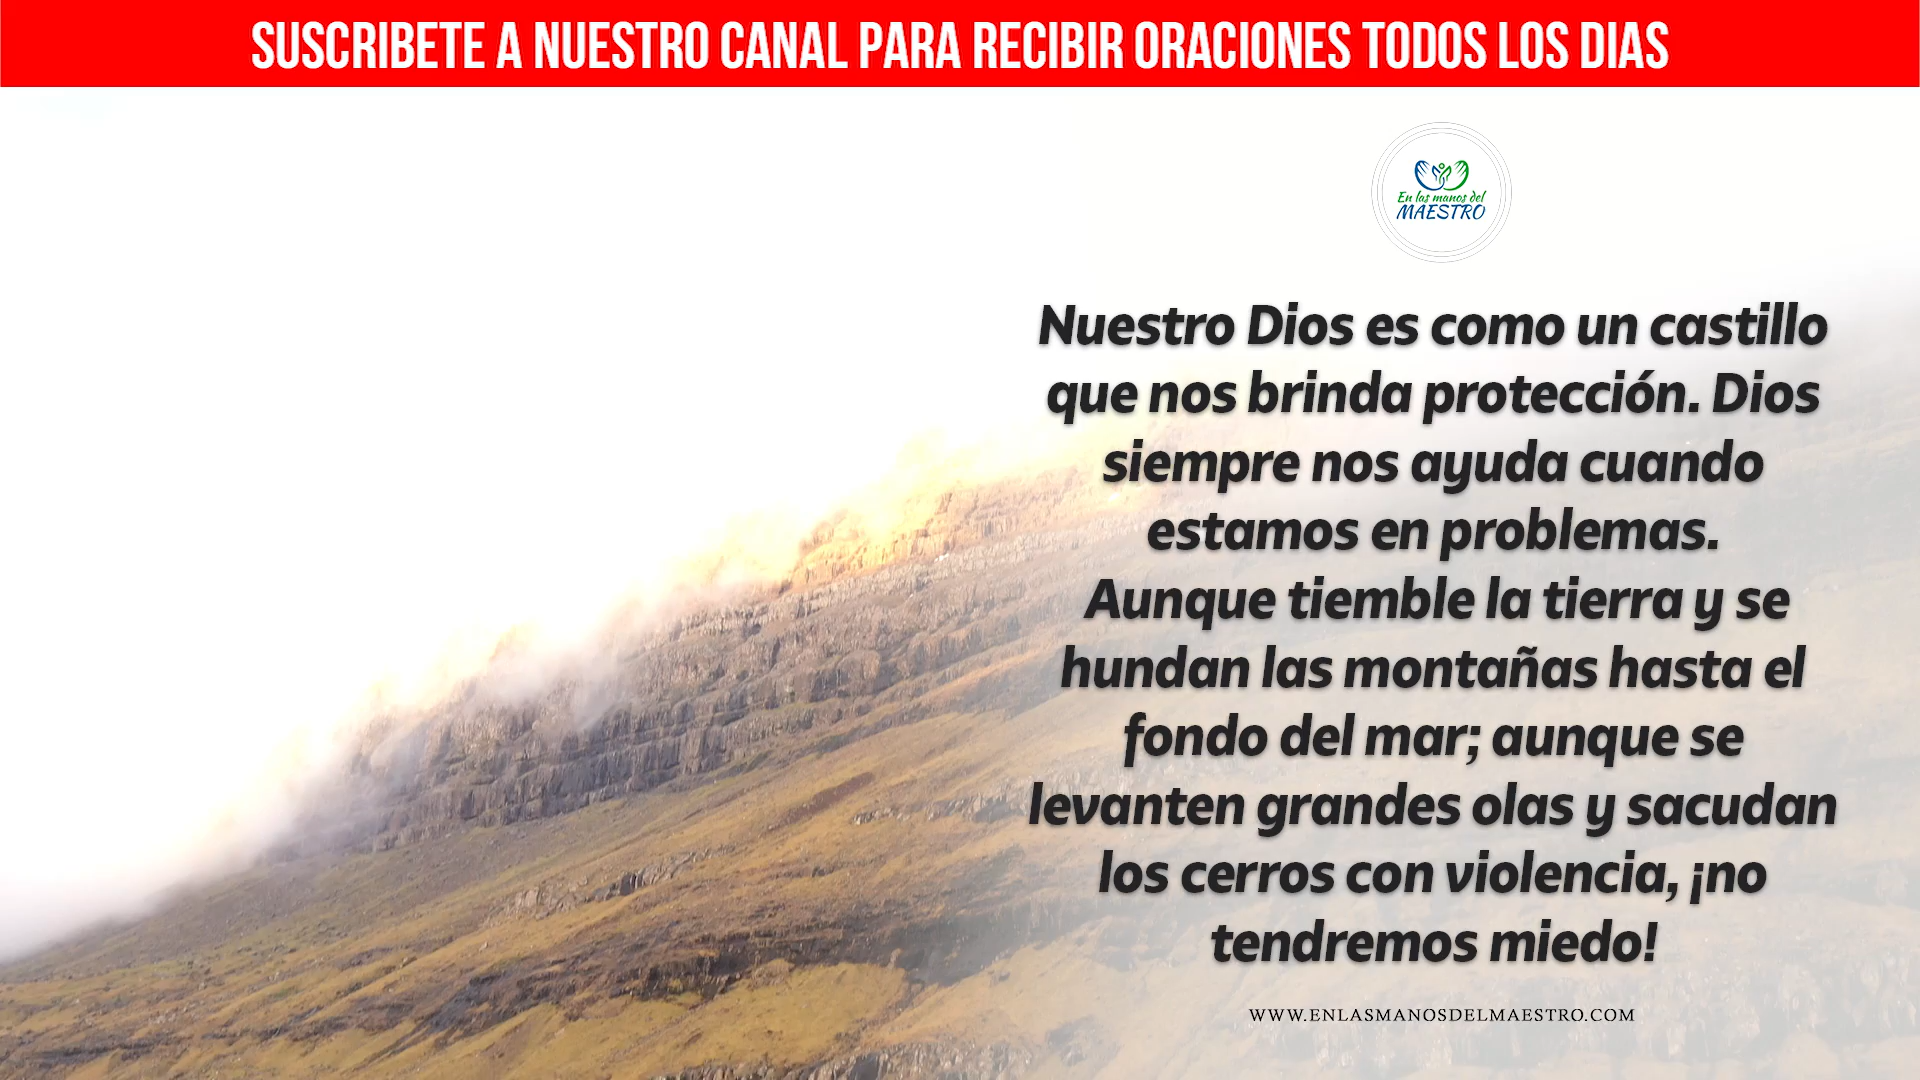 SUSCRIBETE A NUESTRO CANAL PARA RECIBIR ORACIONES TODOS LOS DIAS
En las manos del
MAESTRO
Nuestro Dios es como un castillo
que nos brinda protección. Dios
siempre nos ayuda cuando
estamos en problemas.
Aunque tiemble la tierra y se
hundan las montañas hasta el
fondo del mar; aunque se
levanten grandes olas y sacudan
los cerros con violencia, ¡no
tendremos miedo!
WWW.ENLASMANOSDELMAESTRO.COM